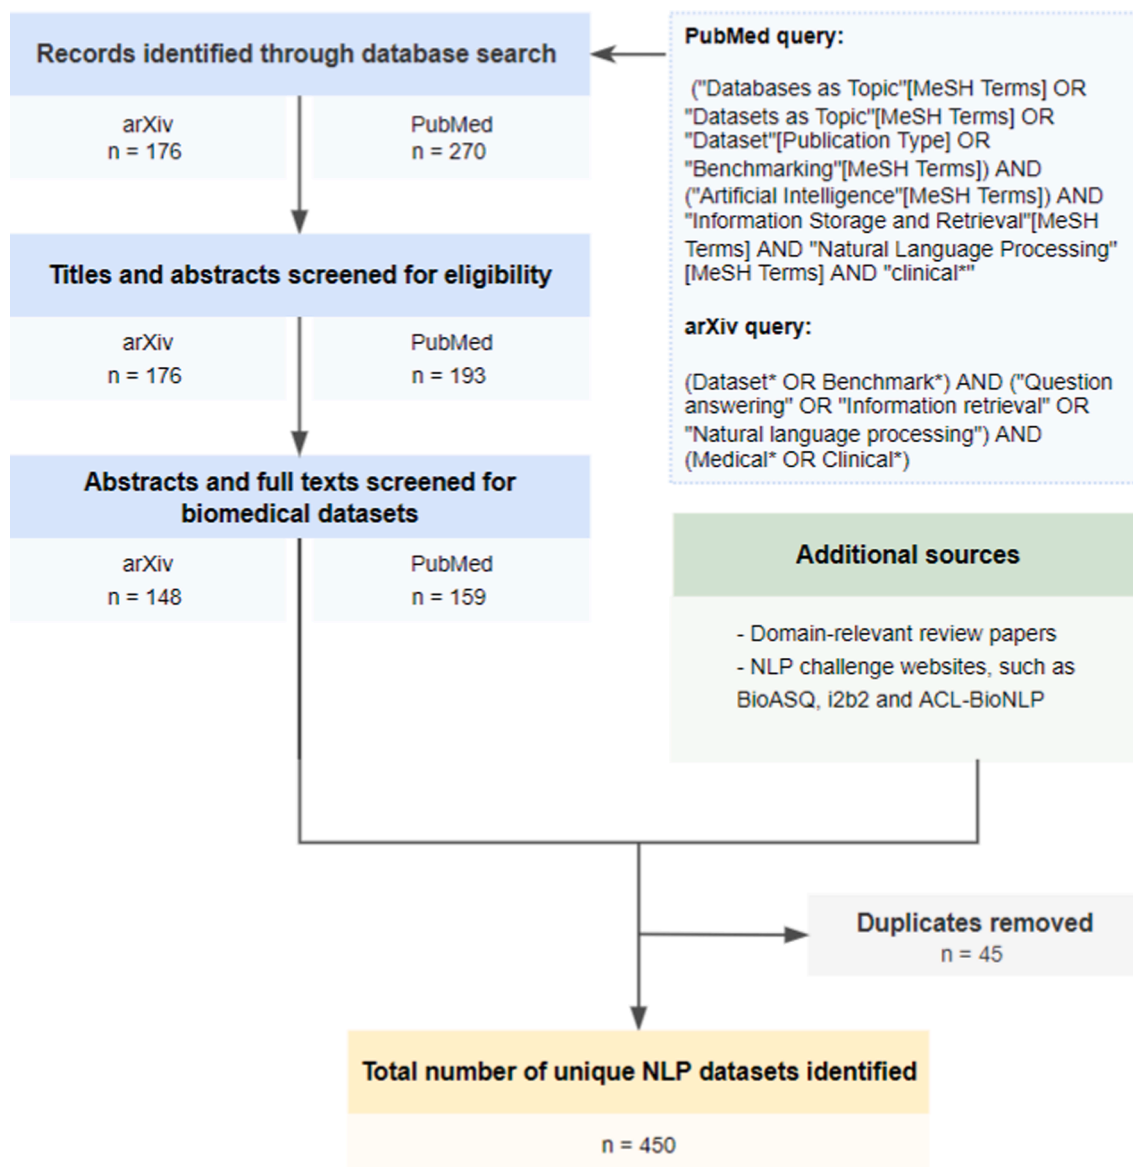 Records identified through database search
arXiv
n = 176
PubMed
n = 270
Titles and abstracts screened for eligibility
arXiv
n = 176
PubMed
n = 193
Abstracts and full texts screened for
biomedical datasets
arXiv
n = 148
PubMed
n = 159
PubMed query:
("Databases as Topic"[MeSH Terms] OR
"Datasets as Topic"[MeSH Terms] OR
"Dataset"[Publication Type] OR
"Benchmarking"[MeSH Terms]) AND
("Artificial Intelligence"[MeSH Terms]) AND
"Information Storage and Retrieval"[MeSH
Terms] AND "Natural Language Processing"
[MeSH Terms] AND "clinical*"
arXiv query:
(Dataset* OR Benchmark*) AND ("Question
answering" OR "Information retrieval" OR
"Natural language processing") AND
(Medical* OR Clinical*)
Additional sources
- Domain-relevant review papers
- NLP challenge websites, such as
BioASQ, i2b2 and ACL-BioNLP
Duplicates removed
n = 45
Total number of unique NLP datasets identified
n = 450